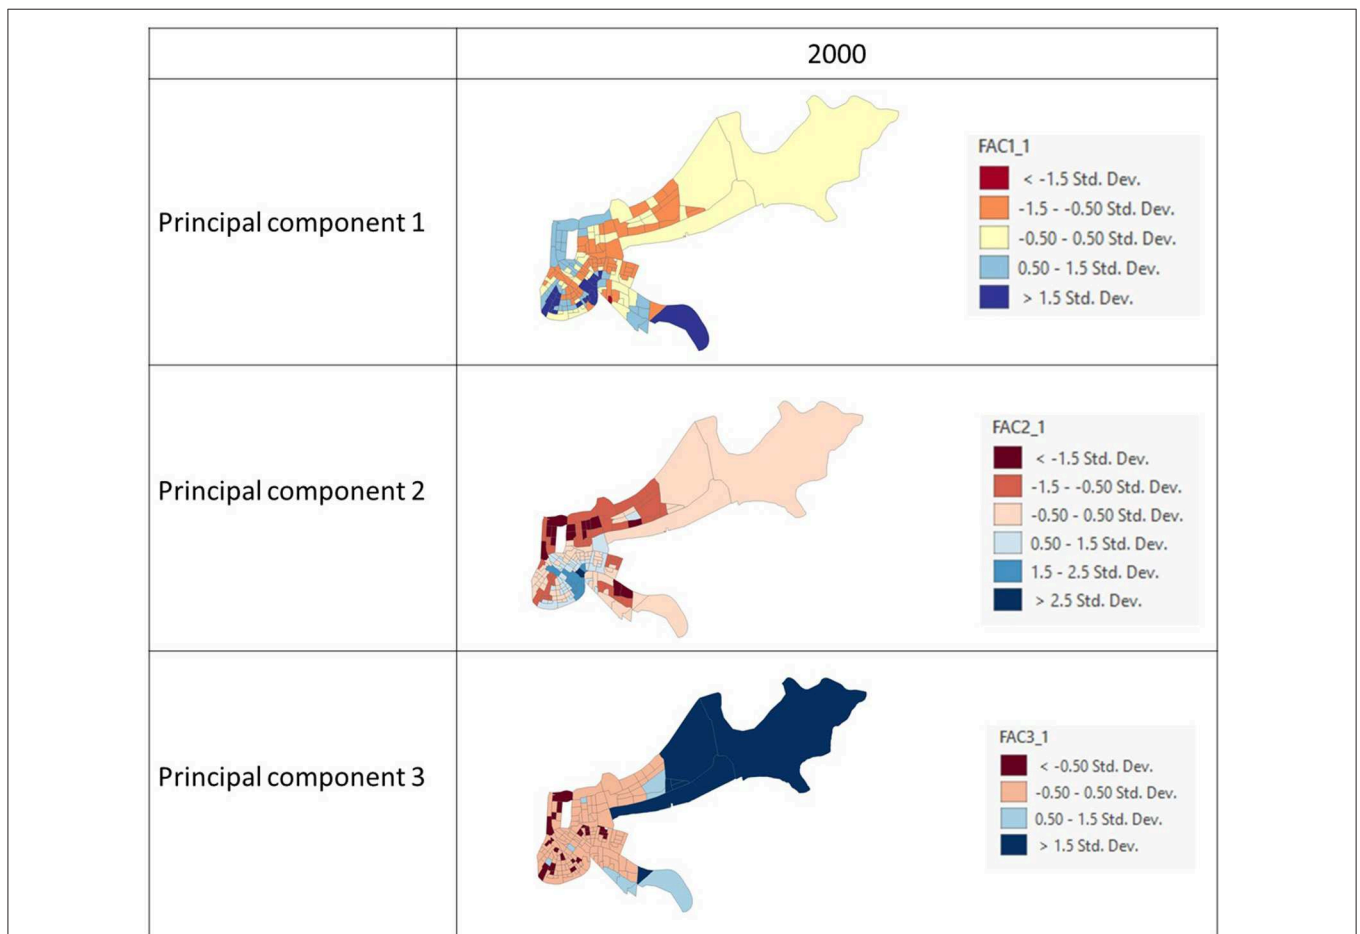 2000
Principal component 1
FAC1_1
< -1.5 Std. Dev.
-1.5 - -0.50 Std. Dev.
-0.50 - 0.50 Std. Dev.
0.50 - 1.5 Std. Dev.
> 1.5 Std. Dev.
Principal component 2
FAC2_1
< -1.5 Std. Dev.
-1.5 - -0.50 Std. Dev.
-0.50 - 0.50 Std. Dev.
0.50 - 1.5 Std. Dev.
1.5 - 2.5 Std. Dev.
> 2.5 Std. Dev.
Principal component 3
FAC3_1
< -0.50 Std. Dev.
-0.50 - 0.50 Std. Dev.
0.50 - 1.5 Std. Dev.
> 1.5 Std. Dev.